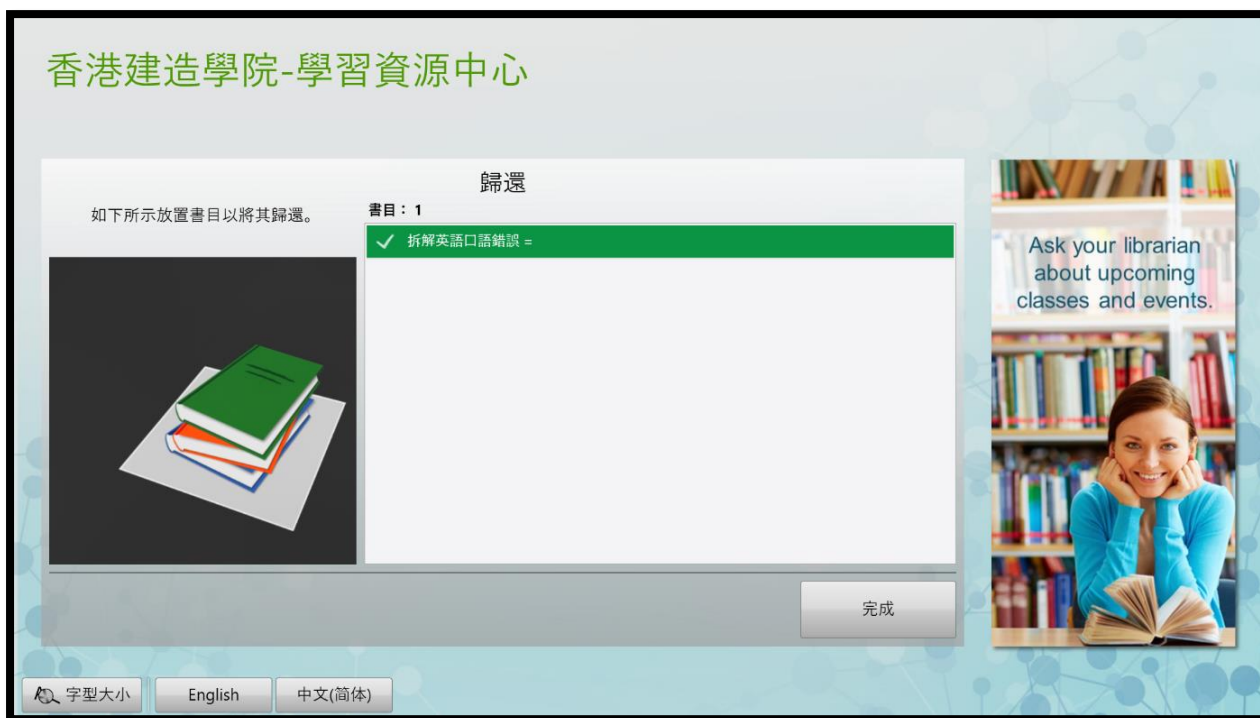 香港建造學院-學習資源中心
歸還
如下所示放置書目以將其歸還。
書目：1
拆解英語口語錯誤 =
Ask your librarian
about upcoming
classes and events.
完成
字型大小
English
中文(简体)